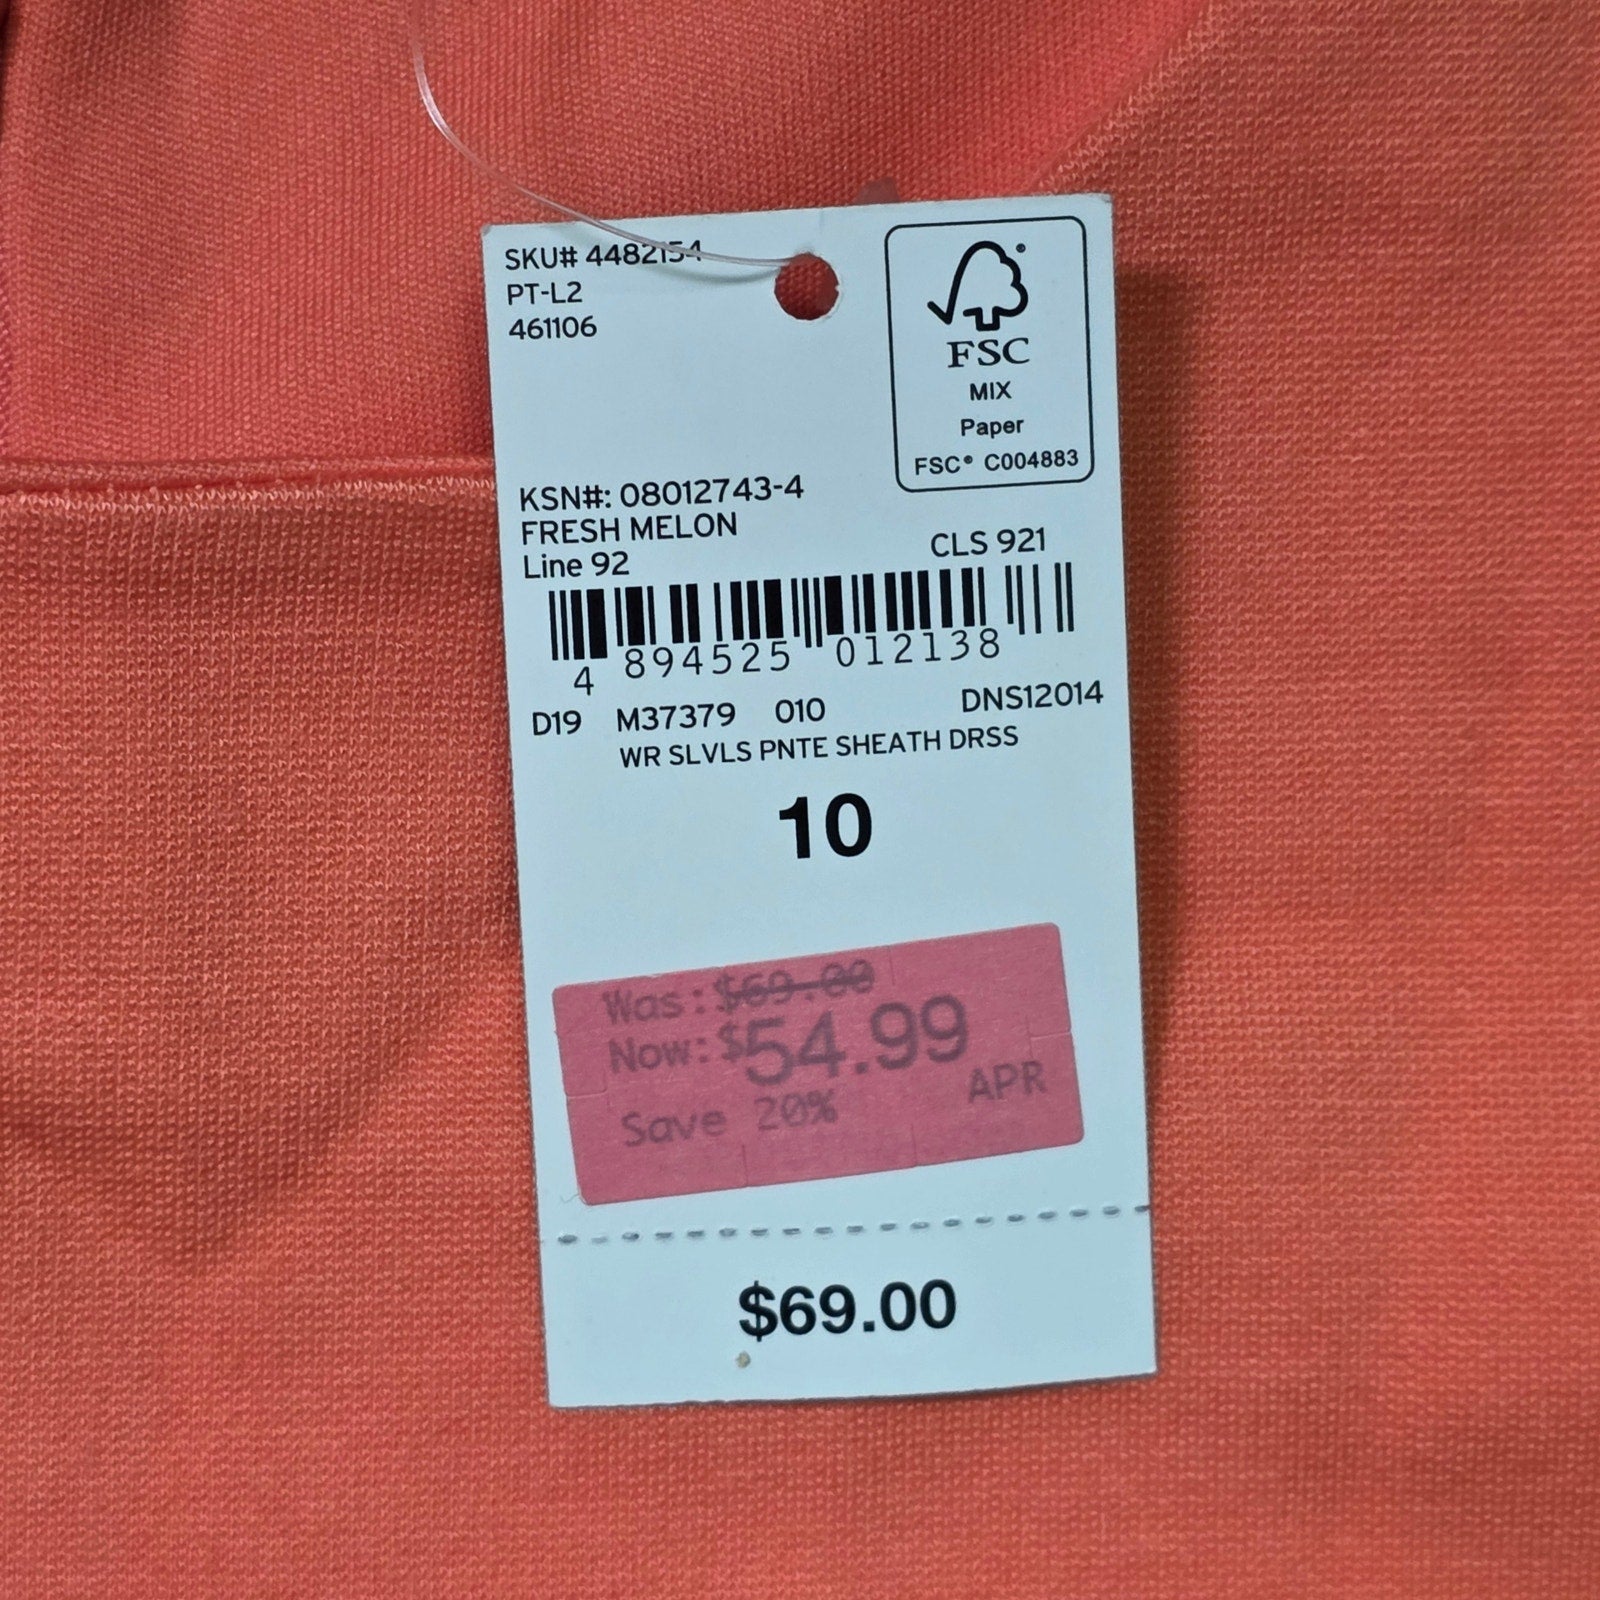 SKU# 4482154
PT-L2
461106
FSC
MIX
Paper
FSC® C004883
KSN#: 08012743-4
FRESH MELON
Line 92
CLS 921
4 894525 012138
D19 M37379 010 DNS12014
WR SLVLS PNTE SHEATH DRSS
10
Was: $69.00
Now: $54.99
Save 20% APR
$69.00